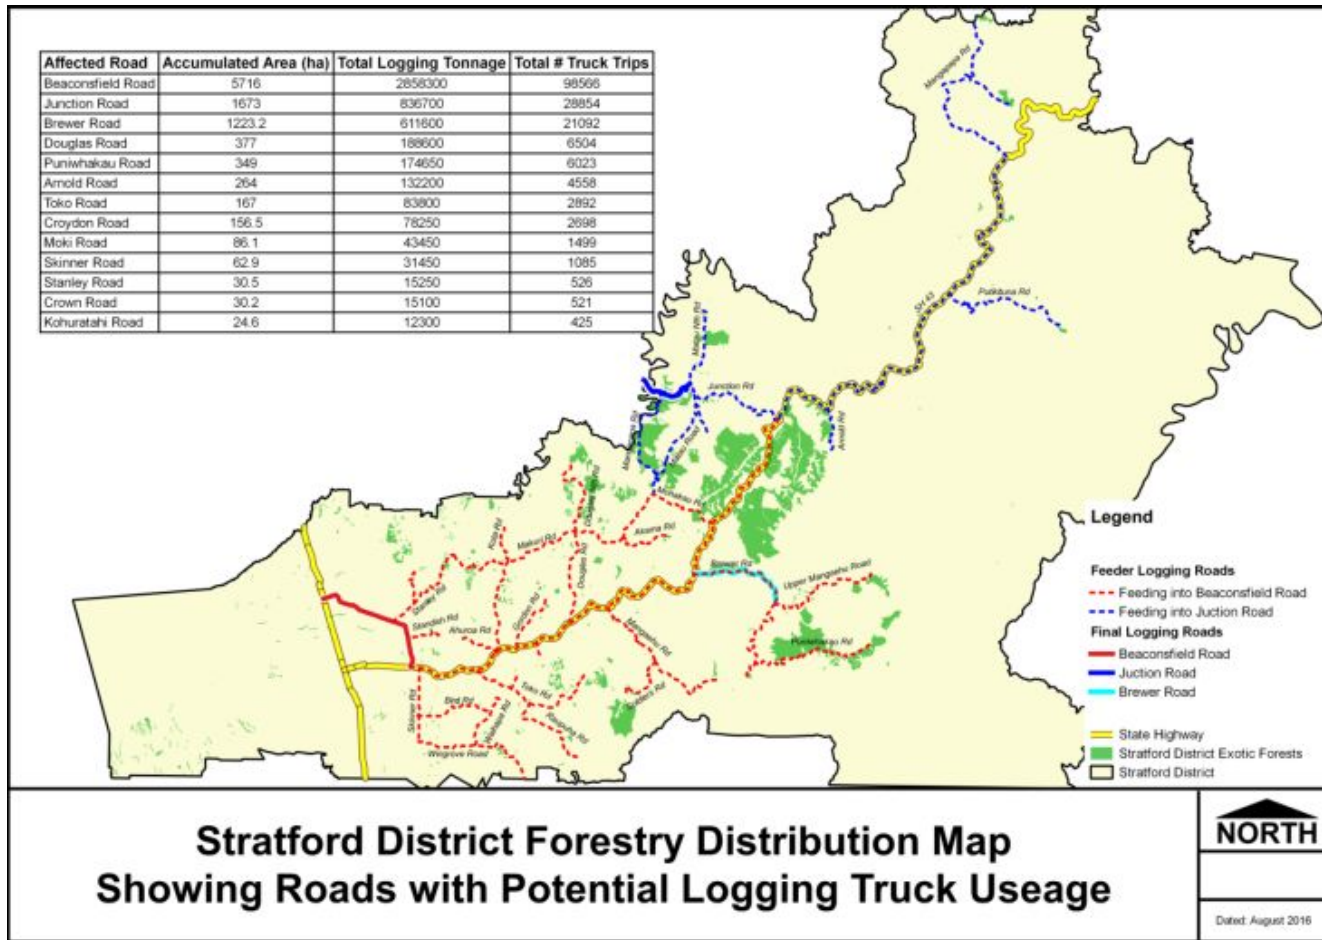 Affected Road Accumulated Area (ha) Total Logging Tonnage Total # Truck Trips
Beaconsfield Road 5716 2858300 98566
Junction Road 1673 836700 28854
Brewer Road 1223.2 611600 21092
Douglas Road 377 188600 6504
Puniwhakau Road 349 174650 6023
Arnold Road 264 132200 4558
Toko Road 167 83800 2892
Croydon Road 156.5 78250 2698
Moki Road 86.1 43450 1499
Skinner Road 62.9 31450 1085
Stanley Road 30.5 15250 526
Crown Road 30.2 15100 521
Kohuratahi Road 24.6 12300 425
SH 43
Junction Rd
Arnold Rd
Mohakau Rd
Akama Rd
Makuri Rd
Douglas Rd
Stanley Rd
Standish Rd
Ahuroa Rd
Brewer Rd
Upper Mangaehu Road
Puniwhakau Rd
Mangaehu Rd
Toko Rd
Bird Rd
Skinner Rd
Wingrove Road
Legend
Feeder Logging Roads
Feeding into Beaconsfield Road
Feeding into Juction Road
Final Logging Roads
Beaconsfield Road
Juction Road
Brewer Road
State Highway
Stratford District Exotic Forests
Stratford District
Stratford District Forestry Distribution Map
Showing Roads with Potential Logging Truck Useage
NORTH
Dated: August 2016